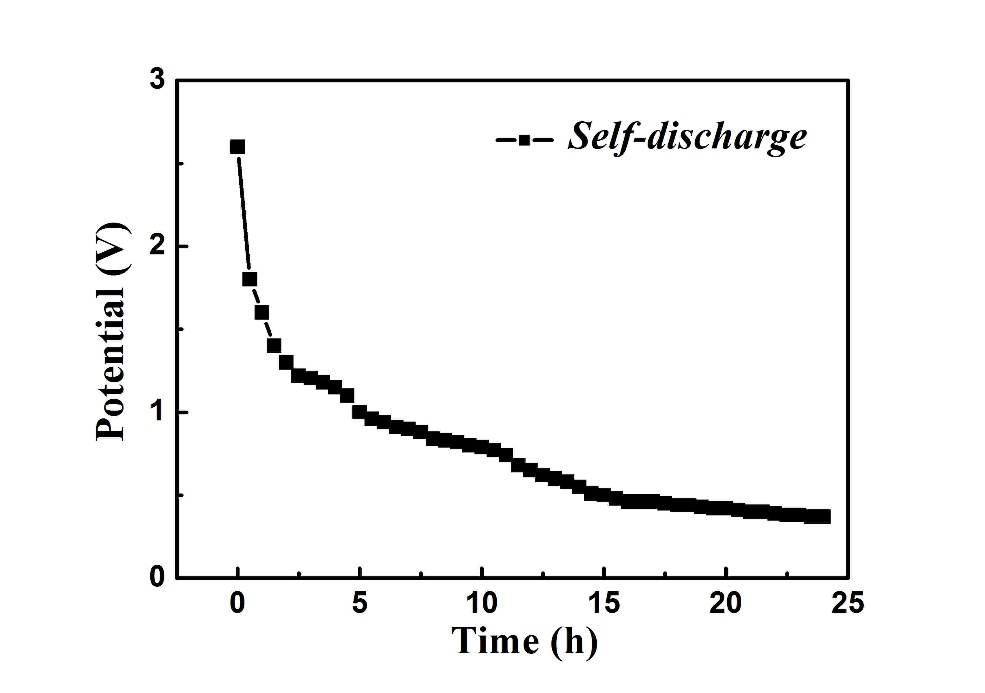 3
Self-discharge
2
Potential (V)
1
0
0 5 10 15 20 25
Time (h)